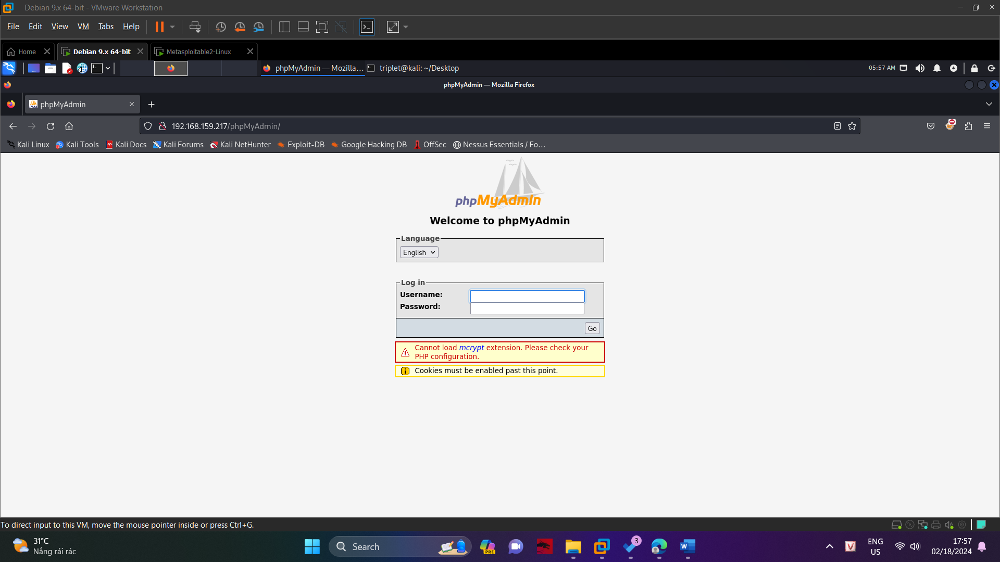 Debian 9.x 64-bit - VMware Workstation
File Edit View VM Tabs Help
Home Debian 9.x 64-bit Metasploitable2-Linux
phpMyAdmin — Mozilla... triplet@kali: ~/Desktop 05:57 AM
phpMyAdmin — Mozilla Firefox
phpMyAdmin
192.168.159.217/phpMyAdmin/
Kali Linux Kali Tools Kali Docs Kali Forums Kali NetHunter Exploit-DB Google Hacking DB OffSec Nessus Essentials / Fo...
phpMyAdmin
Welcome to phpMyAdmin
Language
English
Log in
Username:
Password:
Go
Cannot load mcrypt extension. Please check your
PHP configuration.
Cookies must be enabled past this point.
To direct input to this VM, move the mouse pointer inside or press Ctrl+G.
31°C
Nắng rải rác
Search
PRE
3
V
ENG
US
17:57
02/18/2024